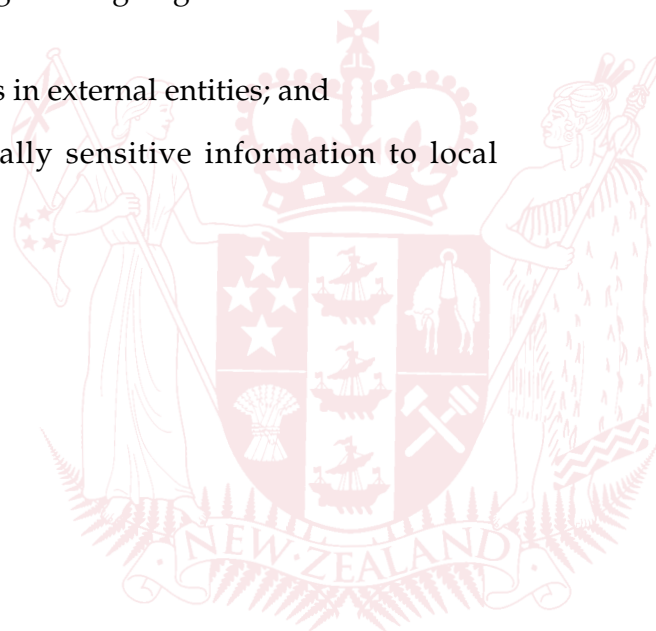 s in external entities; and
ally sensitive information to local
NEW·ZEALAND